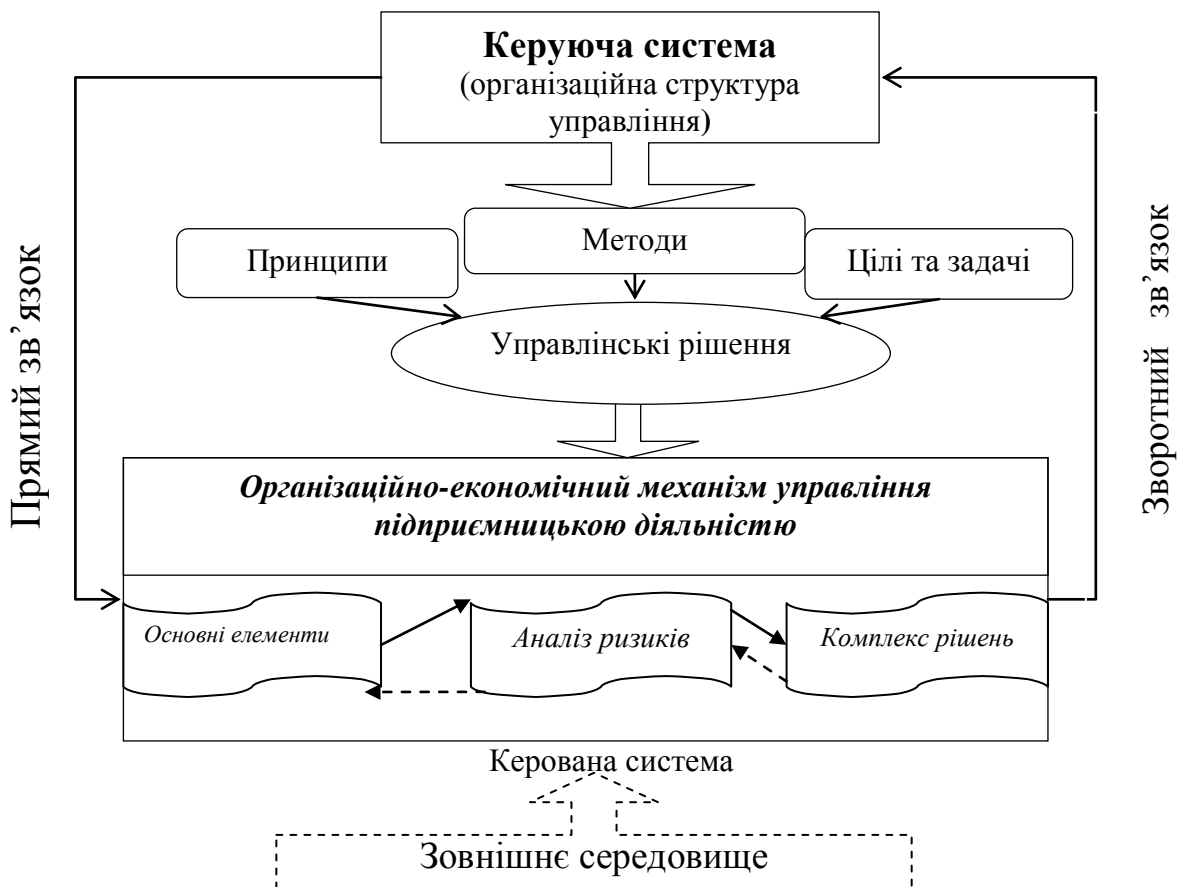 Керуюча система
(організаційна структура
управління)
Методи
Принципи
Цілі та задачі
Управлінські рішення
Прямий зв’язок
Зворотний зв’язок
Організаційно-економічний механізм управління
підприємницькою діяльністю
Основні елементи
Аналіз ризиків
Комплекс рішень
Керована система
Зовнішнє середовище